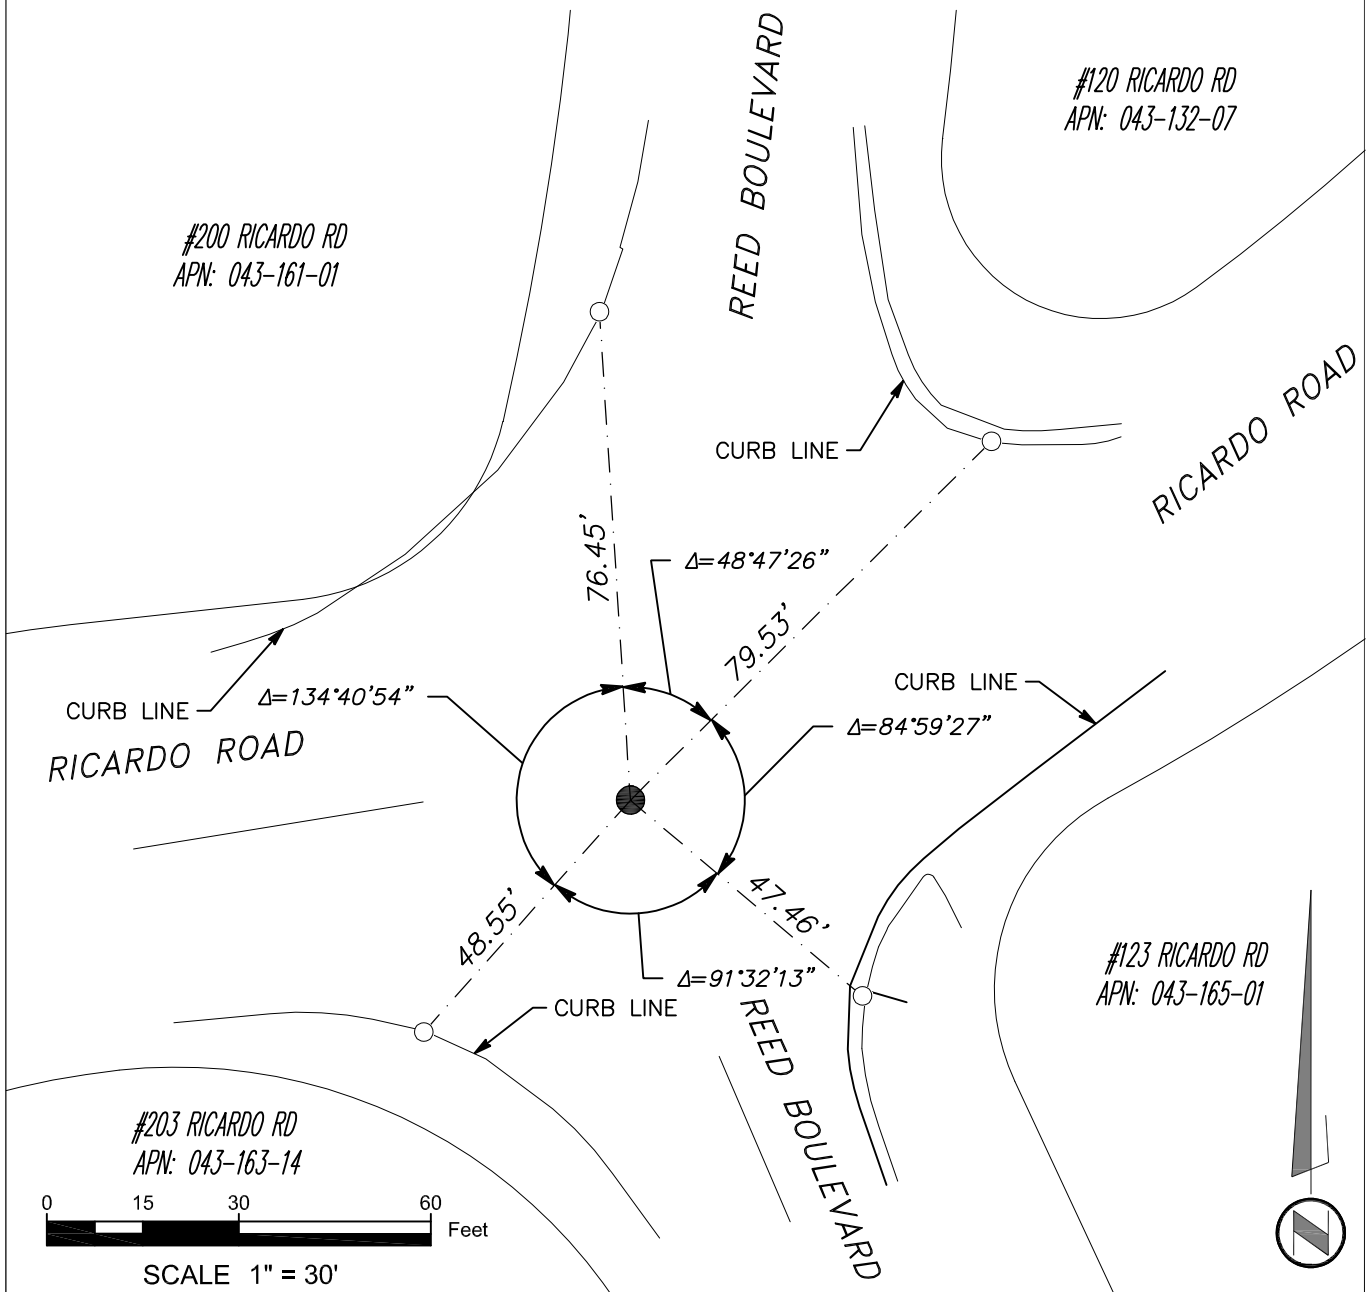 REED BOULEVARD
#120 RICARDO RD
APN: 043-132-07
#200 RICARDO RD
APN: 043-161-01
RICARDO ROAD
CURB LINE
76.45'
Δ=48°47'26"
79.53'
CURB LINE
Δ=134°40'54"
CURB LINE
Δ=84°59'27"
RICARDO ROAD
48.55'
47.46'
Δ=91°32'13"
CURB LINE
#123 RICARDO RD
APN: 043-165-01
REED BOULEVARD
#203 RICARDO RD
APN: 043-163-14
0 15 30 60
Feet
SCALE 1" = 30'
N